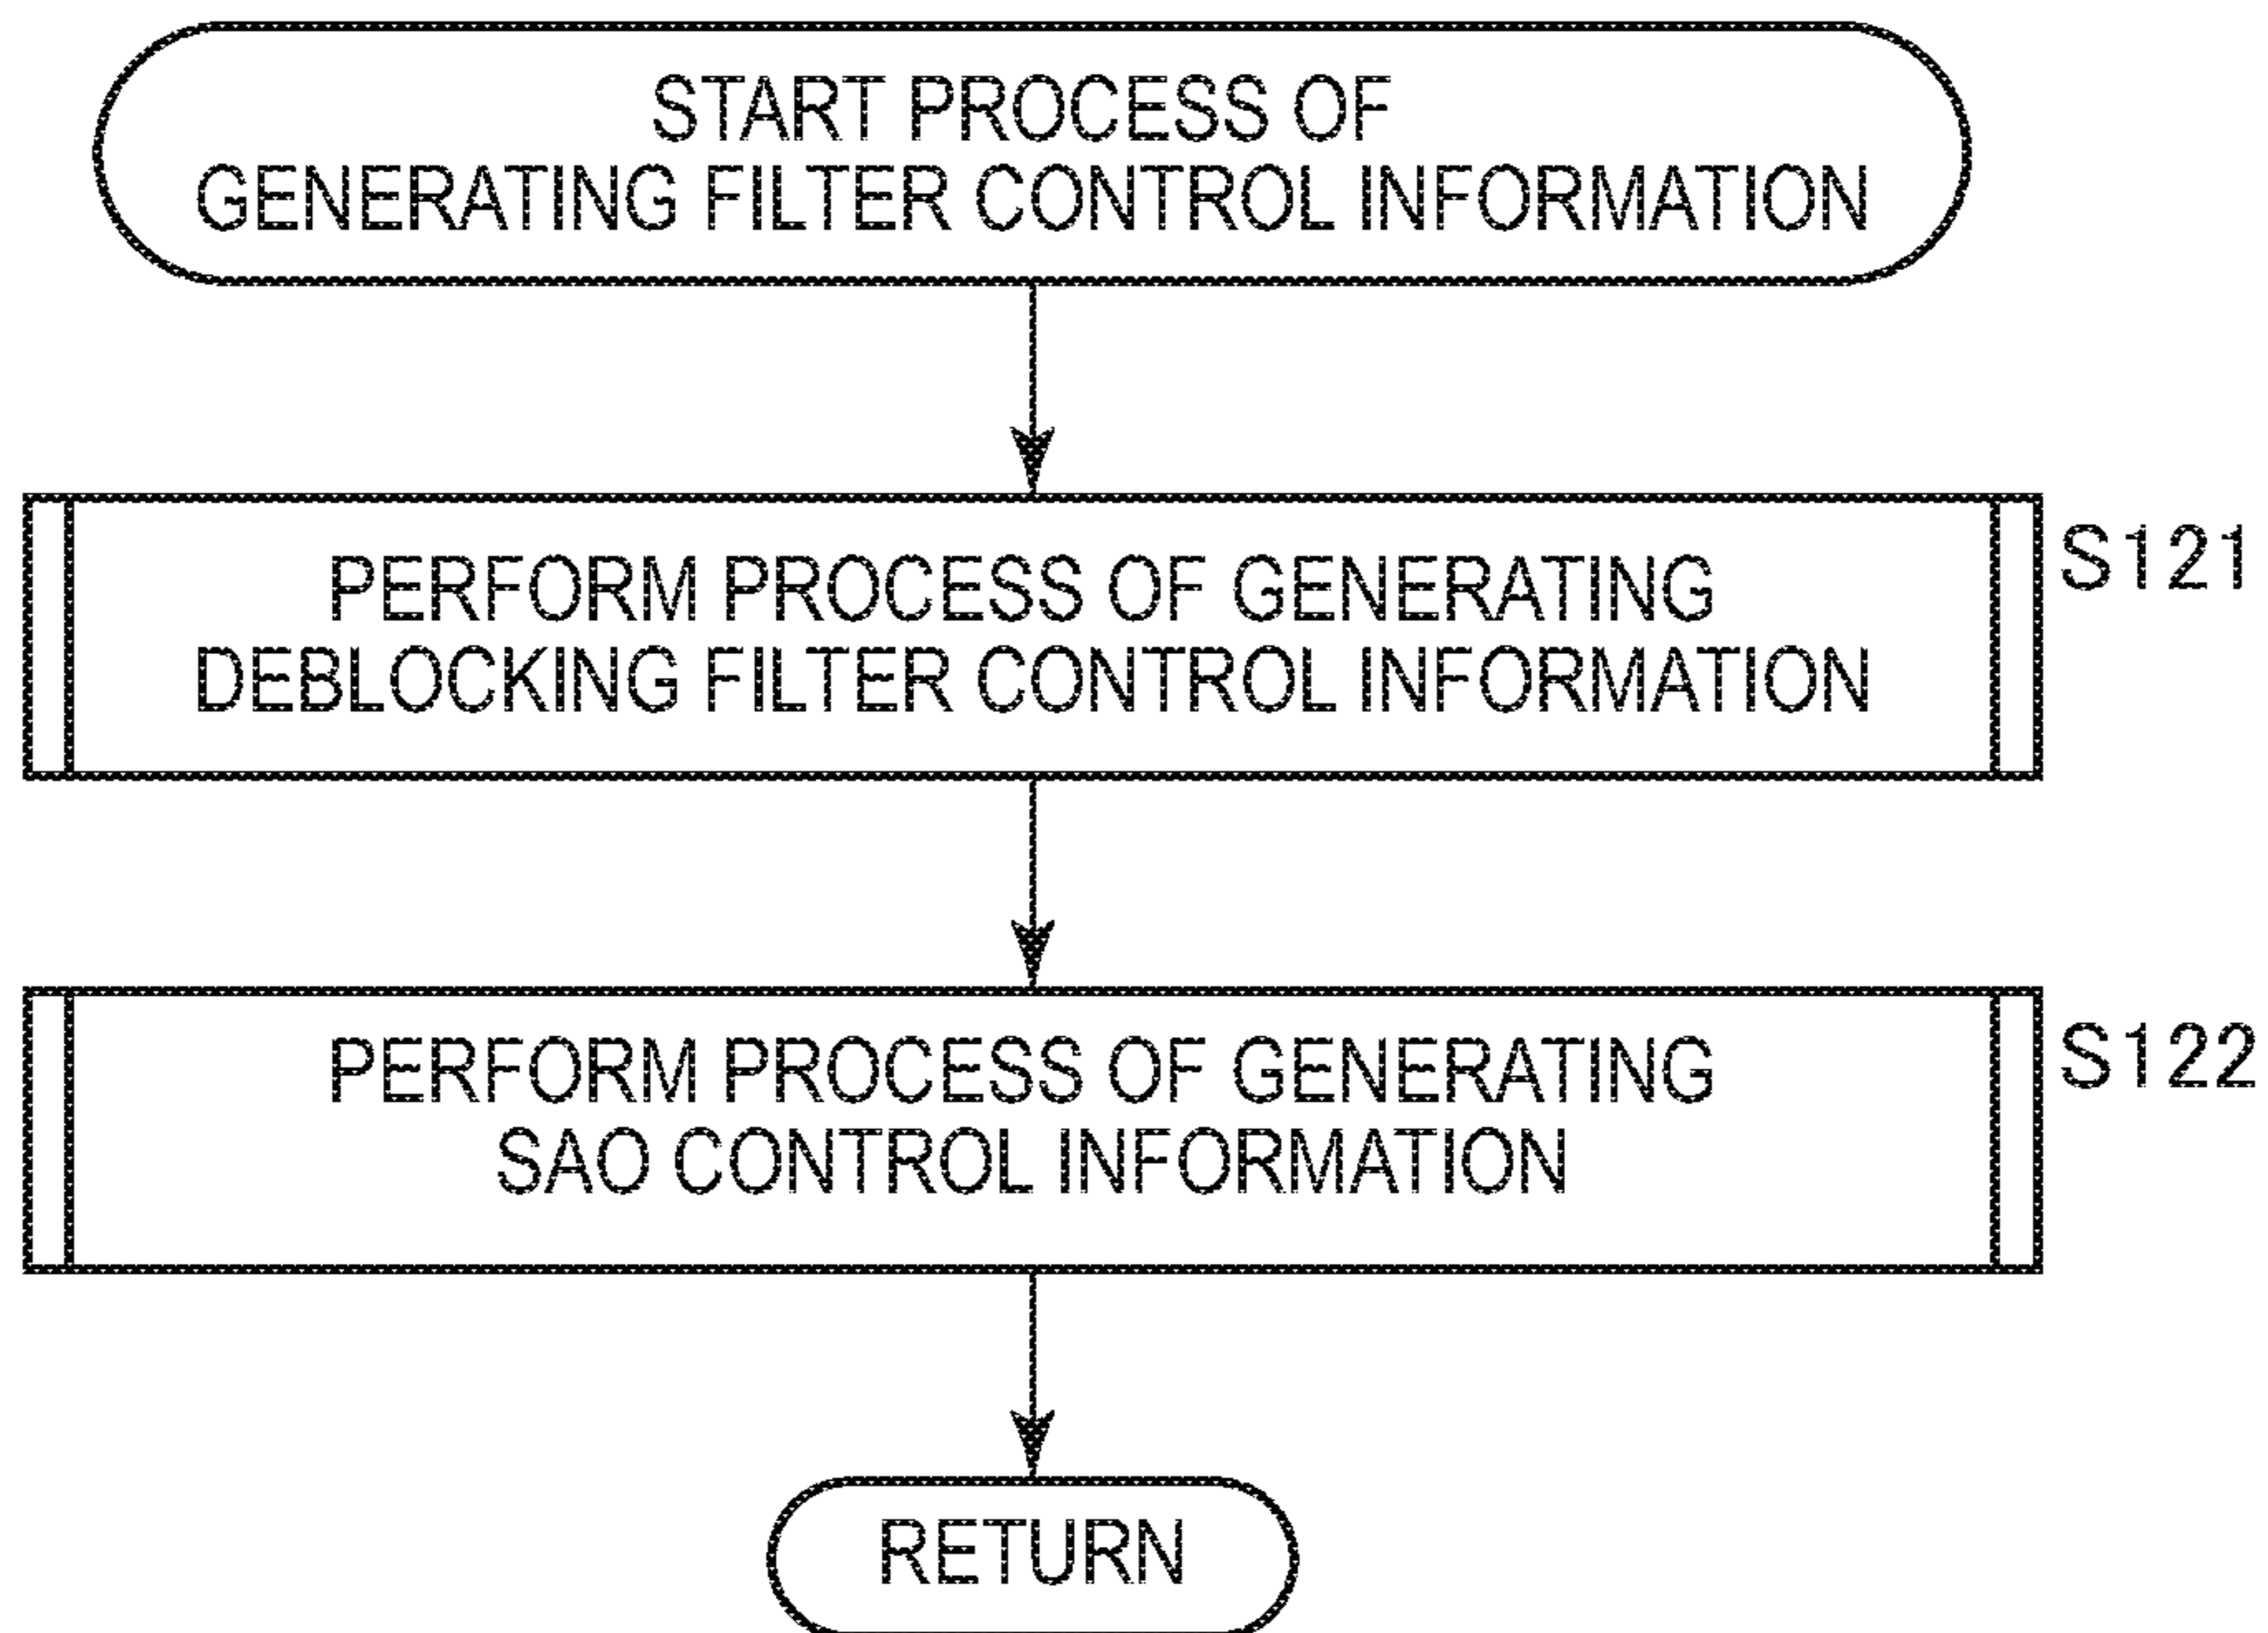 START PROCESS OF
GENERATING FILTER CONTROL INFORMATION
PERFORM PROCESS OF GENERATING
DEBLOCKING FILTER CONTROL INFORMATION
S121
PERFORM PROCESS OF GENERATING
SAO CONTROL INFORMATION
S122
RETURN